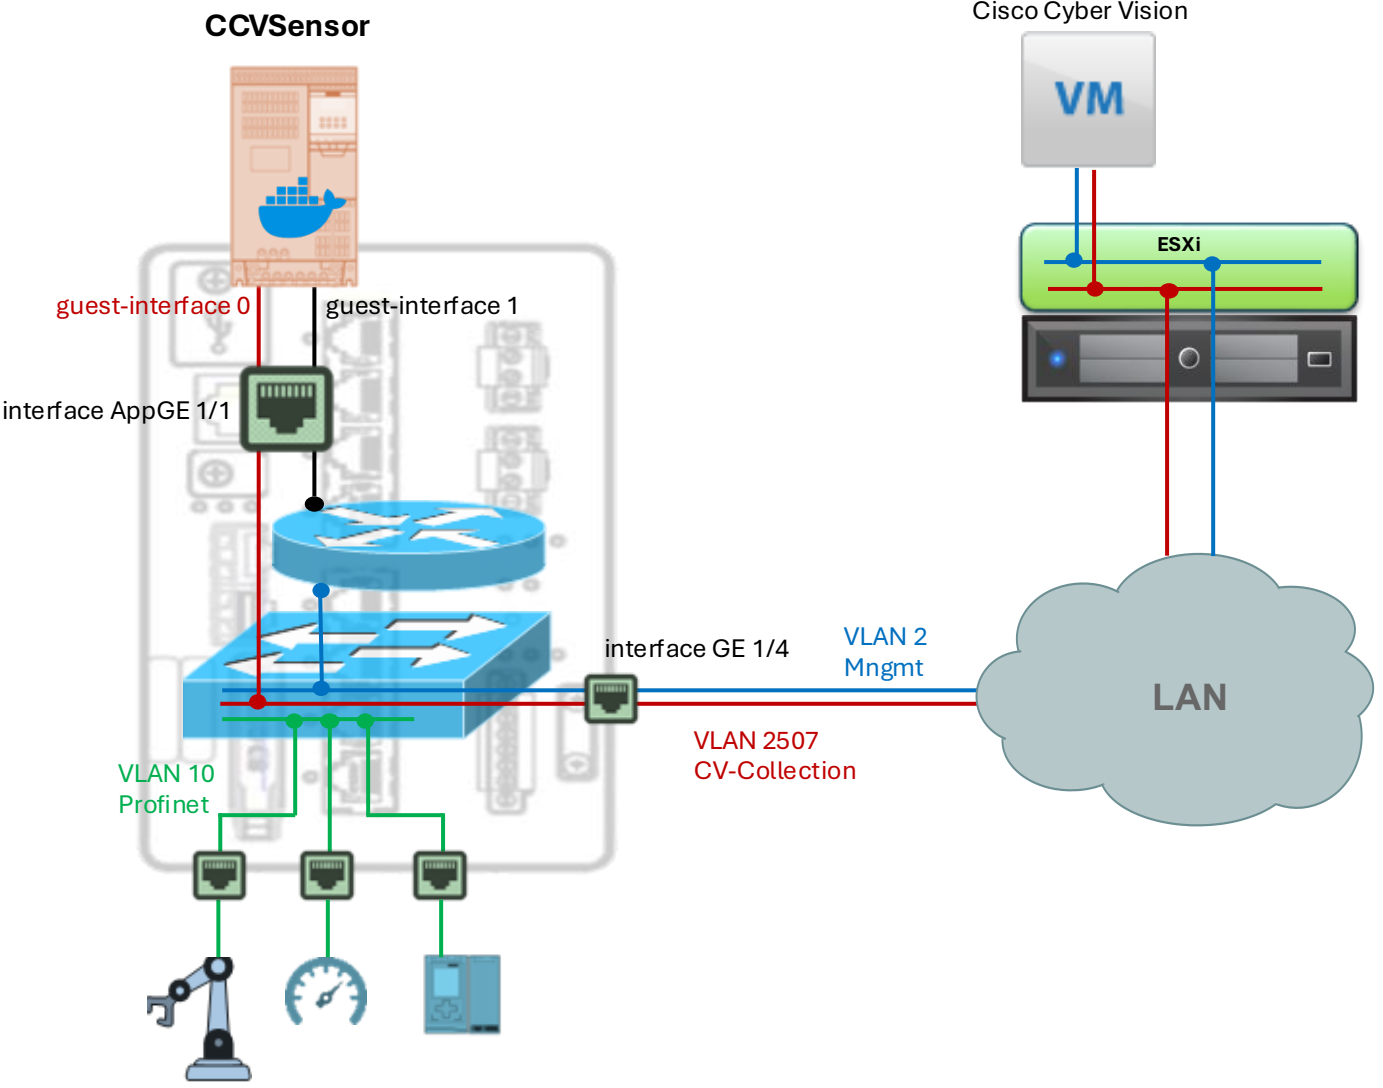 CCVSensor
Cisco Cyber Vision
VM
ESXi
guest-interface 0
guest-interface 1
interface AppGE 1/1
interface GE 1/4
VLAN 2
Mngmt
LAN
VLAN 2507
CV-Collection
VLAN 10
Profinet